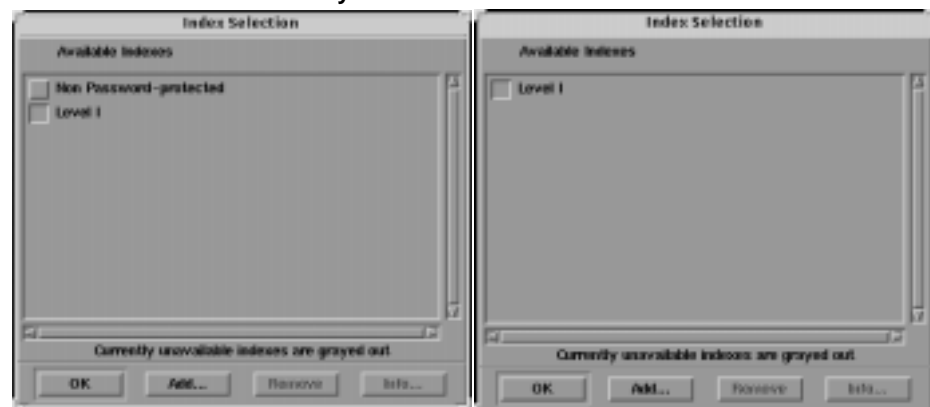 Index Selection
Available Indexes
Non Password-protected
Level I
Currently unavailable indexes are grayed out
OK Add... Remove Info...
Index Selection
Available Indexes
Level I
Currently unavailable indexes are grayed out
OK Add... Remove Info...